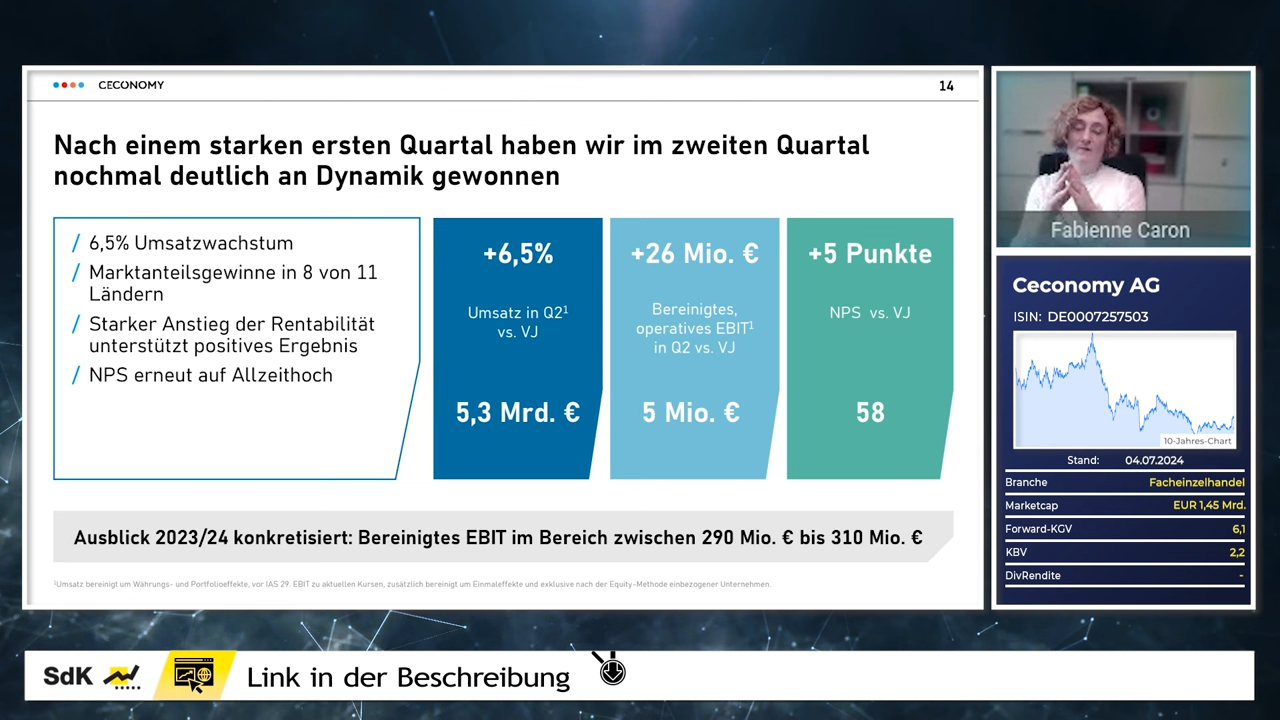 CECONOMY
14
Nach einem starken ersten Quartal haben wir im zweiten Quartal
nochmal deutlich an Dynamik gewonnen
/ 6,5% Umsatzwachstum
/ Marktanteilsgewinne in 8 von 11
Ländern
/ Starker Anstieg der Rentabilität
unterstützt positives Ergebnis
/ NPS erneut auf Allzeithoch
+6,5%
Umsatz in Q2¹
vs. VJ
5,3 Mrd. €
+26 Mio. €
Bereinigtes,
operatives EBIT¹
in Q2 vs. VJ
5 Mio. €
+5 Punkte
NPS vs. VJ
58
Ausblick 2023/24 konkretisiert: Bereinigtes EBIT im Bereich zwischen 290 Mio. € bis 310 Mio. €
¹Umsatz bereinigt um Währungs- und Portfolioeffekte, vor IAS 29. EBIT zu aktuellen Kursen, zusätzlich bereinigt um Einmaleffekte und exklusive nach der Equity-Methode einbezogener Unternehmen.
Fabienne Caron
Ceconomy AG
ISIN: DE0007257503
10-Jahres-Chart
Stand: 04.07.2024
Branche Facheinzelhandel
Marketcap EUR 1,45 Mrd.
Forward-KGV 6,1
KBV 2,2
DivRendite -
SdK
Link in der Beschreibung